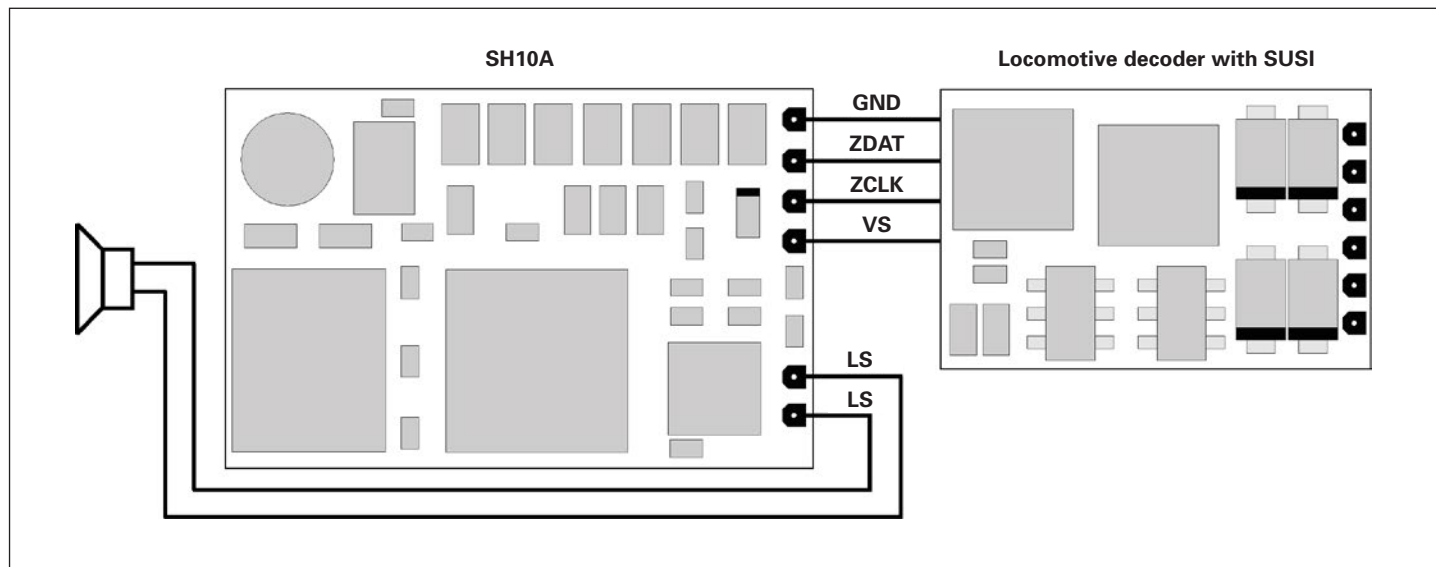 SH10A
Locomotive decoder with SUSI
GND
ZDAT
ZCLK
VS
LS
LS